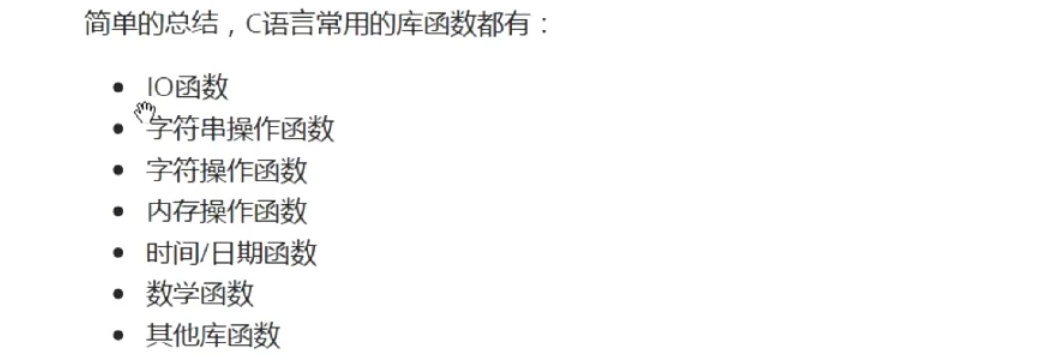 简单的总结，C语言常用的库函数都有：
• IO函数
• 字符串操作函数
• 字符操作函数
• 内存操作函数
• 时间/日期函数
• 数学函数
• 其他库函数